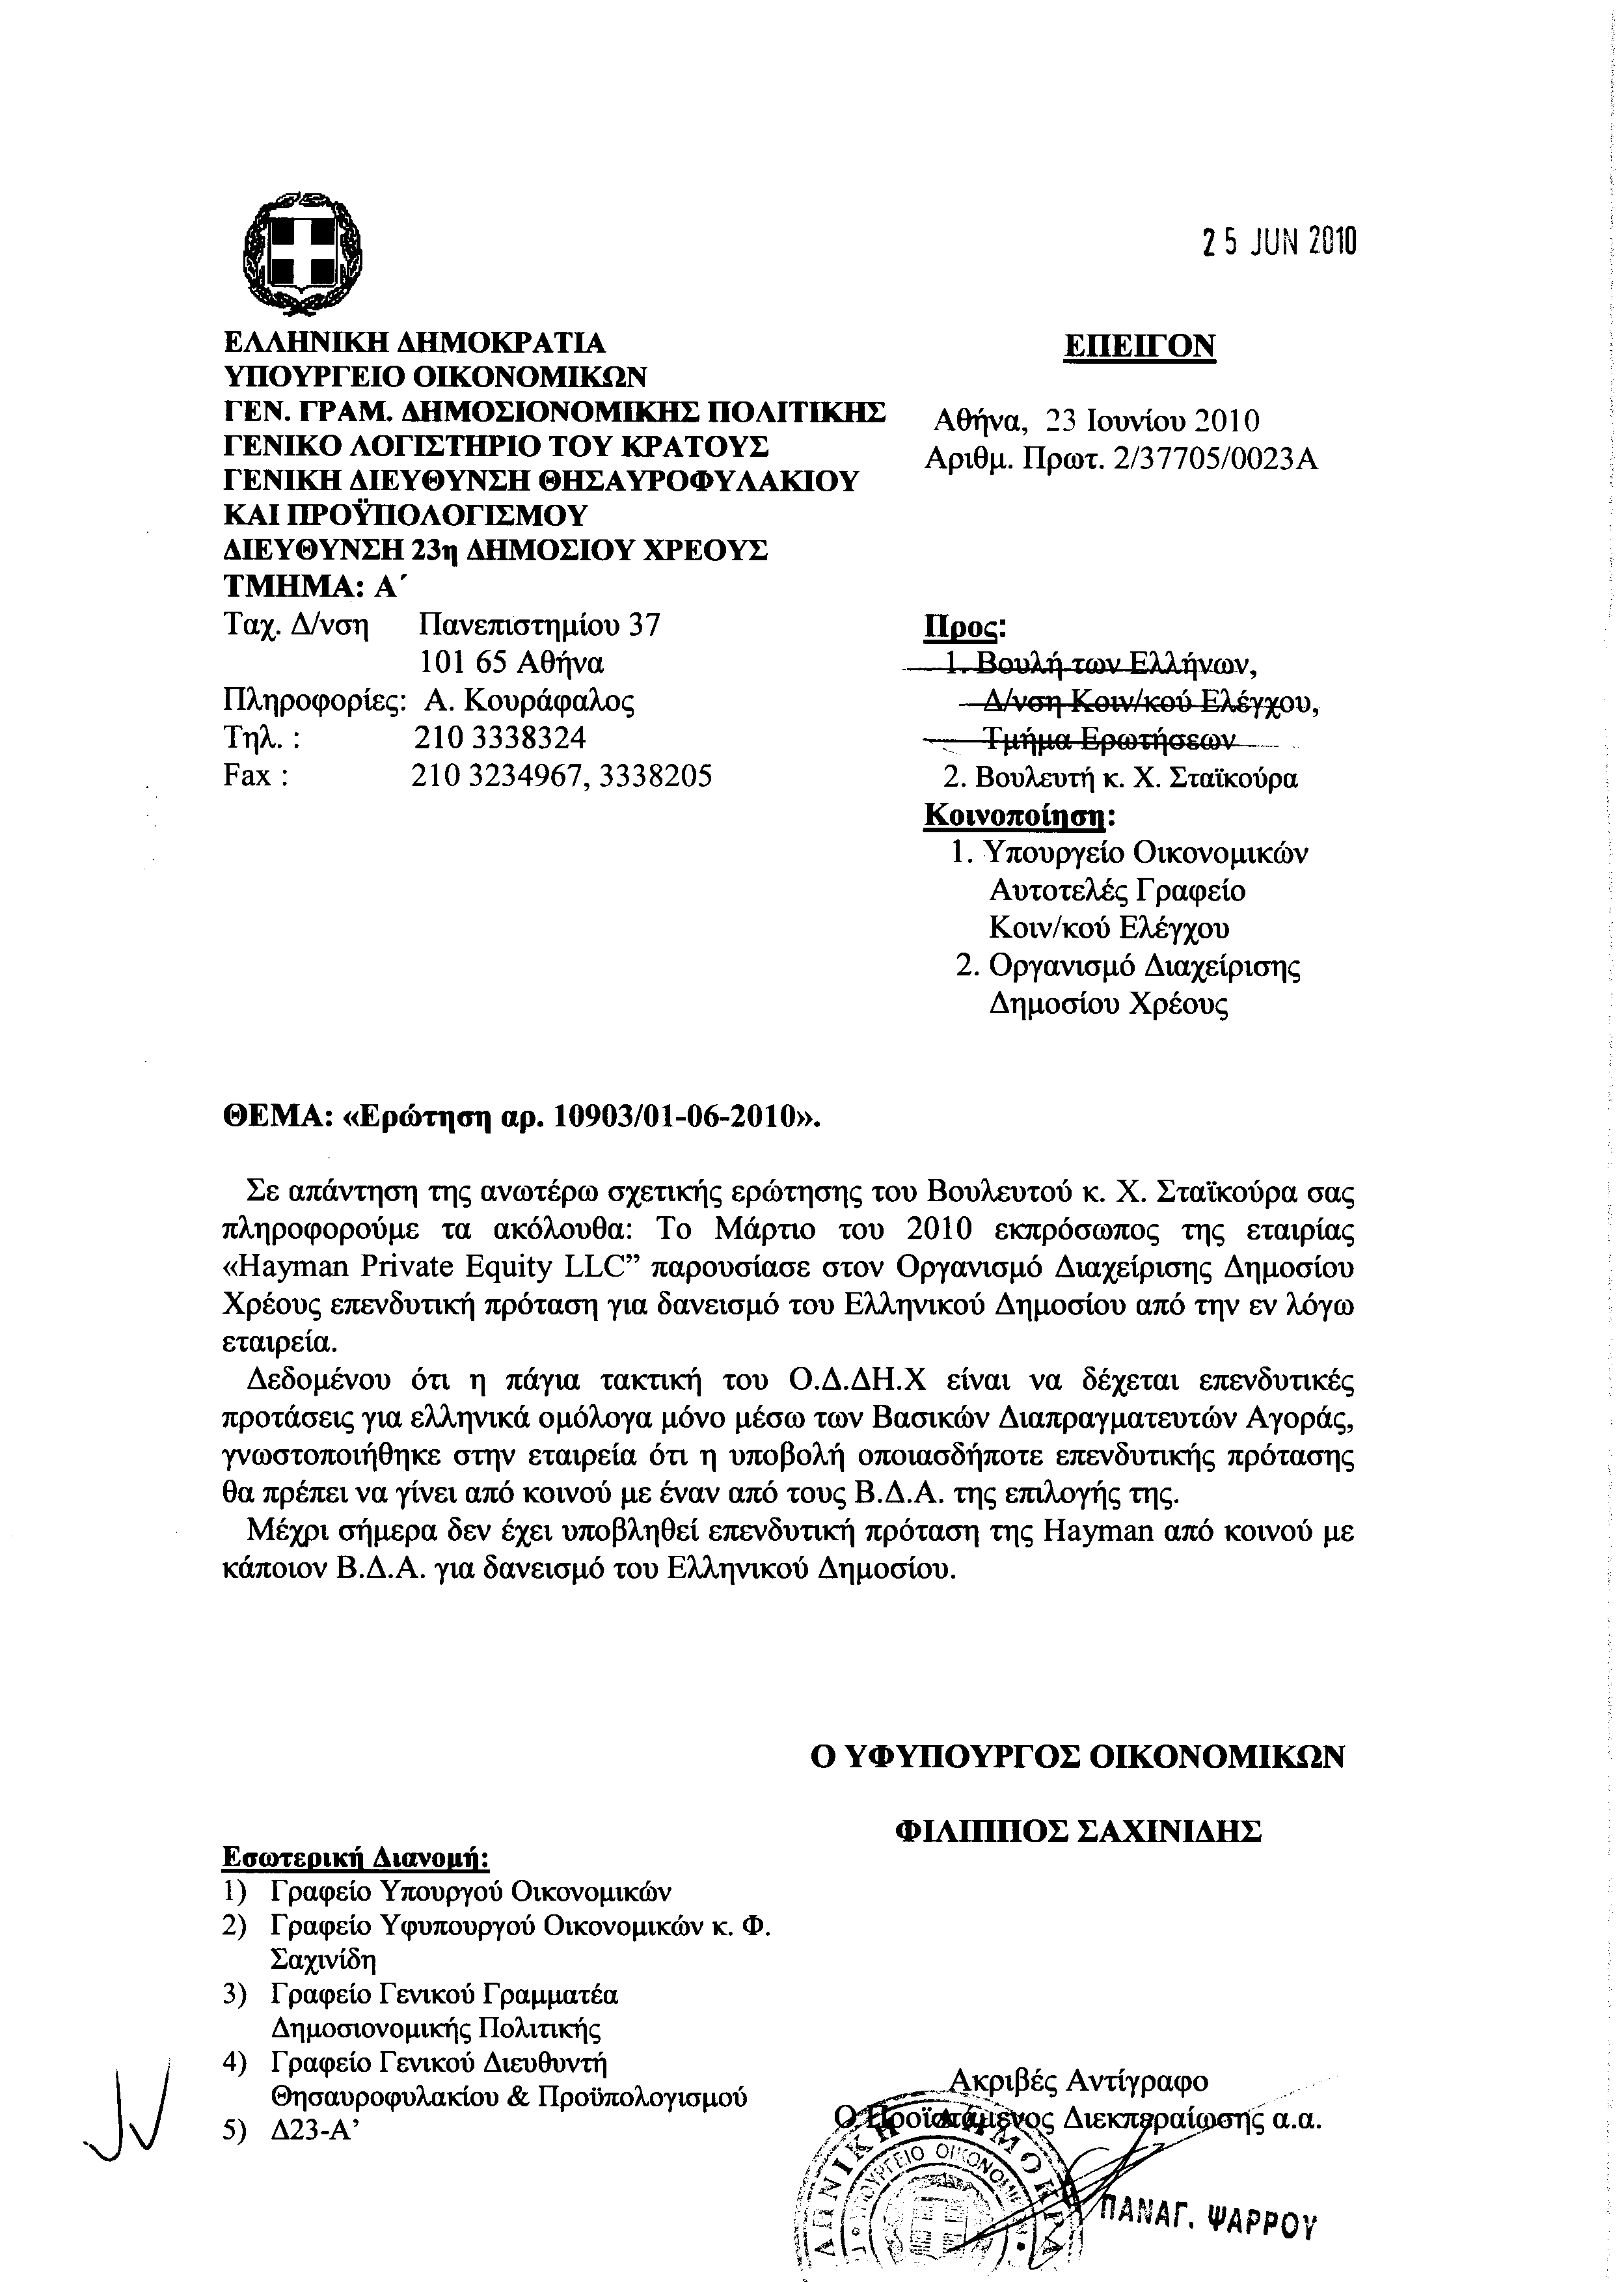 25 JUN 2010
ΕΛΛΗΝΙΚΗ ΔΗΜΟΚΡΑΤΙΑ
ΥΠΟΥΡΓΕΙΟ ΟΙΚΟΝΟΜΙΚΩΝ
ΓΕΝ. ΓΡΑΜ. ΔΗΜΟΣΙΟΝΟΜΙΚΗΣ ΠΟΛΙΤΙΚΗΣ
ΓΕΝΙΚΟ ΛΟΓΙΣΤΗΡΙΟ ΤΟΥ ΚΡΑΤΟΥΣ
ΓΕΝΙΚΗ ΔΙΕΥΘΥΝΣΗ ΘΗΣΑΥΡΟΦΥΛΑΚΙΟΥ
ΚΑΙ ΠΡΟΫΠΟΛΟΓΙΣΜΟΥ
ΔΙΕΥΘΥΝΣΗ 23η ΔΗΜΟΣΙΟΥ ΧΡΕΟΥΣ
ΤΜΗΜΑ: Α΄
Ταχ. Δ/νση Πανεπιστημίου 37
101 65 Αθήνα
Πληροφορίες: Α. Κουράφαλος
Τηλ. : 210 3338324
Fax : 210 3234967, 3338205
ΕΠΕΙΓΟΝ
Αθήνα, 23 Ιουνίου 2010
Αριθμ. Πρωτ. 2/37705/0023Α
Προς:
1. Βουλή των Ελλήνων,
Δ/νση Κοιν/κού Ελέγχου,
Τμήμα Ερωτήσεων
2. Βουλευτή κ. Χ. Σταϊκούρα
Κοινοποίηση:
1. Υπουργείο Οικονομικών
Αυτοτελές Γραφείο
Κοιν/κού Ελέγχου
2. Οργανισμό Διαχείρισης
Δημοσίου Χρέους
ΘΕΜΑ: «Ερώτηση αρ. 10903/01-06-2010».
Σε απάντηση της ανωτέρω σχετικής ερώτησης του Βουλευτού κ. Χ. Σταϊκούρα σας
πληροφορούμε τα ακόλουθα: Το Μάρτιο του 2010 εκπρόσωπος της εταιρίας
«Hayman Private Equity LLC” παρουσίασε στον Οργανισμό Διαχείρισης Δημοσίου
Χρέους επενδυτική πρόταση για δανεισμό του Ελληνικού Δημοσίου από την εν λόγω
εταιρεία.
Δεδομένου ότι η πάγια τακτική του Ο.Δ.ΔΗ.Χ είναι να δέχεται επενδυτικές
προτάσεις για ελληνικά ομόλογα μόνο μέσω των Βασικών Διαπραγματευτών Αγοράς,
γνωστοποιήθηκε στην εταιρεία ότι η υποβολή οποιασδήποτε επενδυτικής πρότασης
θα πρέπει να γίνει από κοινού με έναν από τους Β.Δ.Α. της επιλογής της.
Μέχρι σήμερα δεν έχει υποβληθεί επενδυτική πρόταση της Hayman από κοινού με
κάποιον Β.Δ.Α. για δανεισμό του Ελληνικού Δημοσίου.
Ο ΥΦΥΠΟΥΡΓΟΣ ΟΙΚΟΝΟΜΙΚΩΝ
ΦΙΛΙΠΠΟΣ ΣΑΧΙΝΙΔΗΣ
Εσωτερική Διανομή:
1) Γραφείο Υπουργού Οικονομικών
2) Γραφείο Υφυπουργού Οικονομικών κ. Φ.
Σαχινίδη
3) Γραφείο Γενικού Γραμματέα
Δημοσιονομικής Πολιτικής
4) Γραφείο Γενικού Διευθυντή
Θησαυροφυλακίου & Προϋπολογισμού
5) Δ23-Α’
Ακριβές Αντίγραφο
Ο Προϊστάμενος Διεκπεραίωσης α.α.
ΠΑΝΑΓ. ΨΑΡΡΟΥ